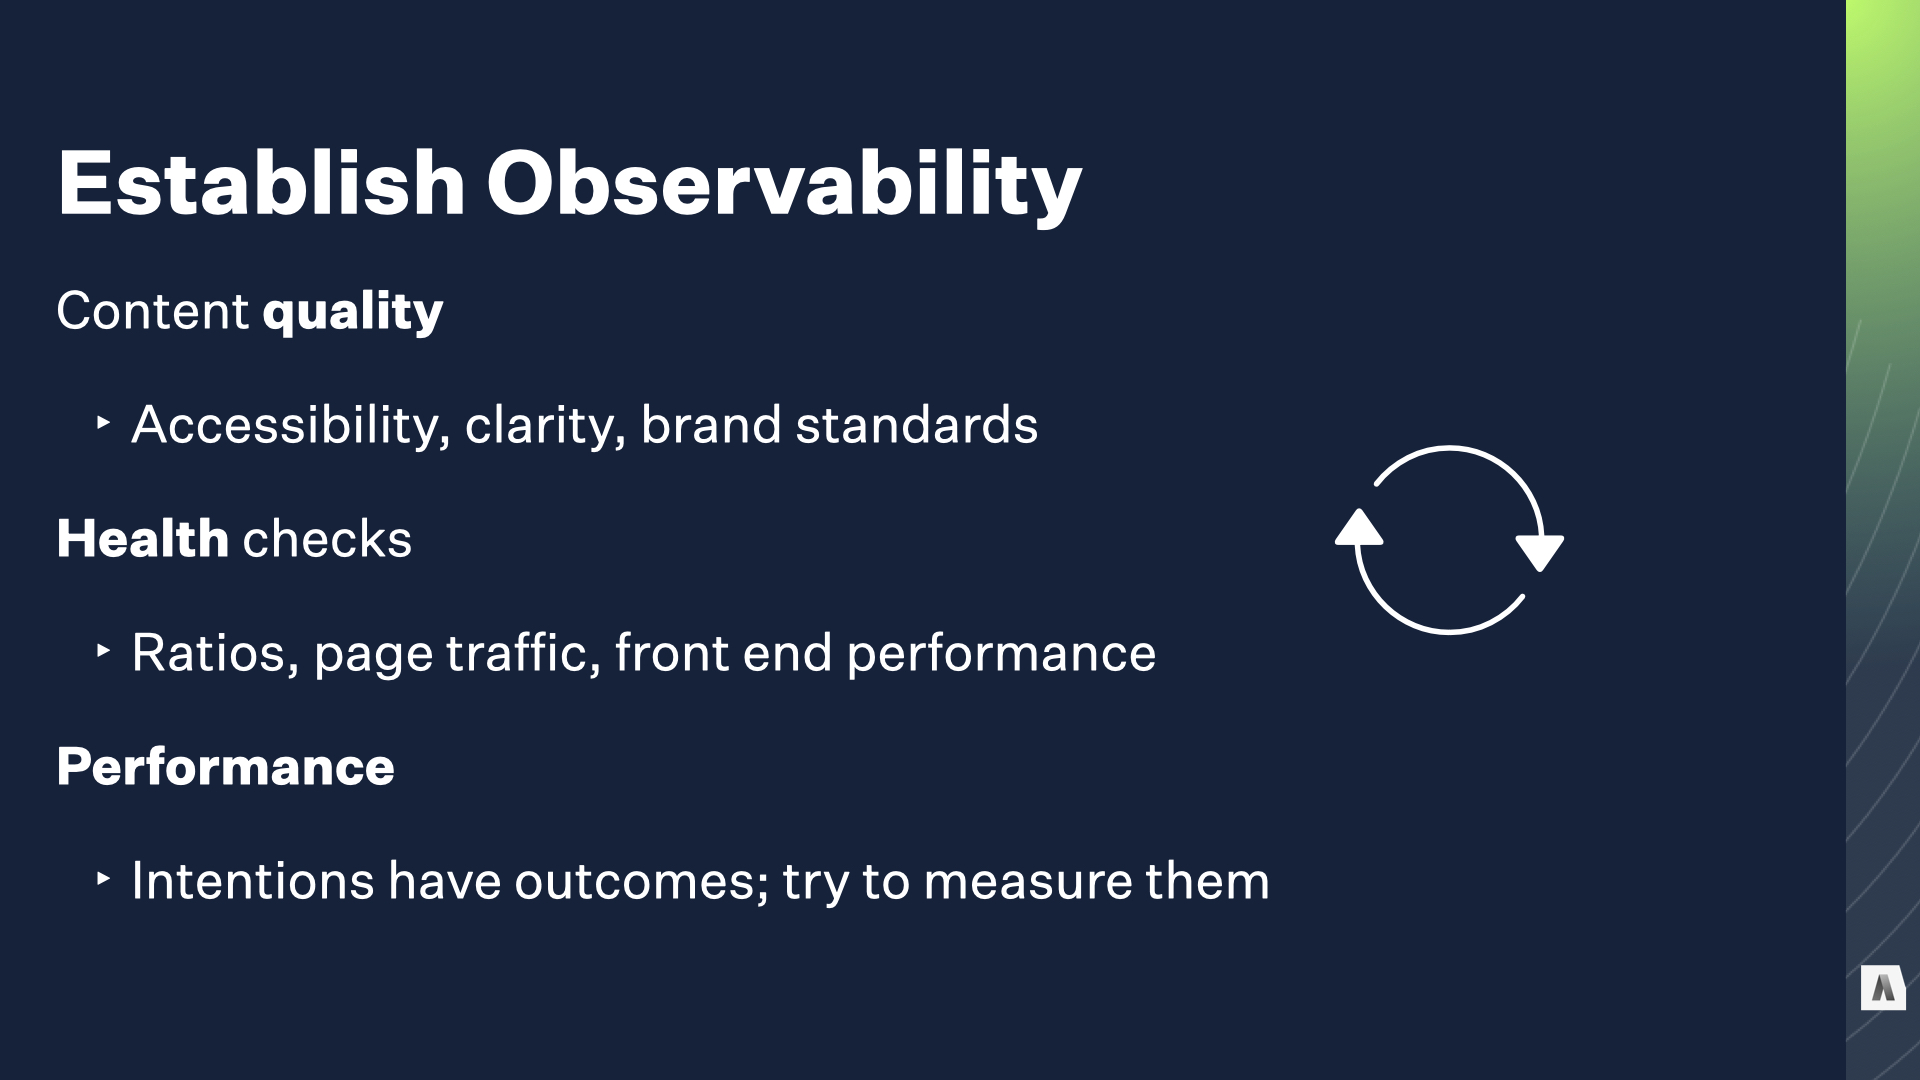 Establish Observability
Content quality
‣ Accessibility, clarity, brand standards
Health checks
‣ Ratios, page traffic, front end performance
Performance
‣ Intentions have outcomes; try to measure them